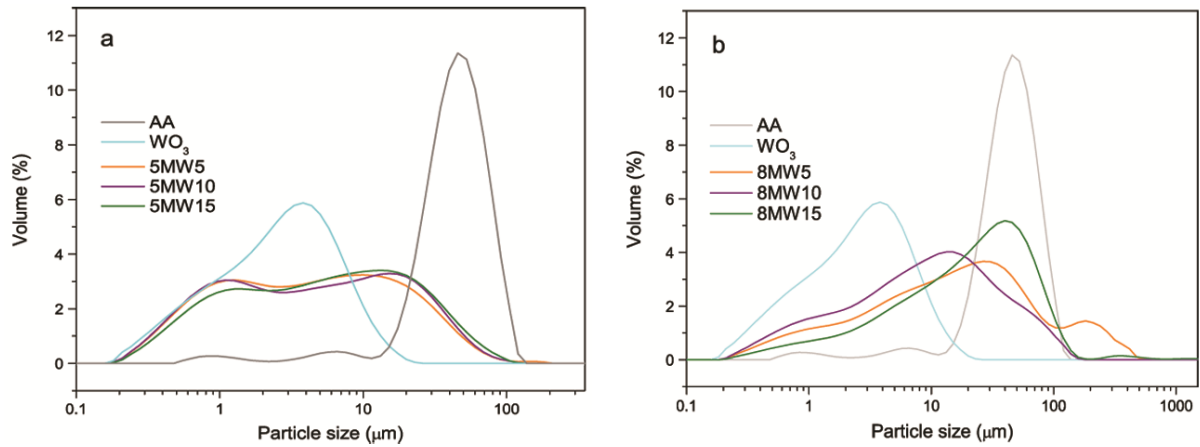 a
12
10
8
6
4
2
0
Volume (%)
AA
WO₃
5MW5
5MW10
5MW15
0.1 1 10 100
Particle size (μm)
b
12
10
8
6
4
2
0
Volume (%)
AA
WO₃
8MW5
8MW10
8MW15
0.1 1 10 100 1000
Particle size (μm)